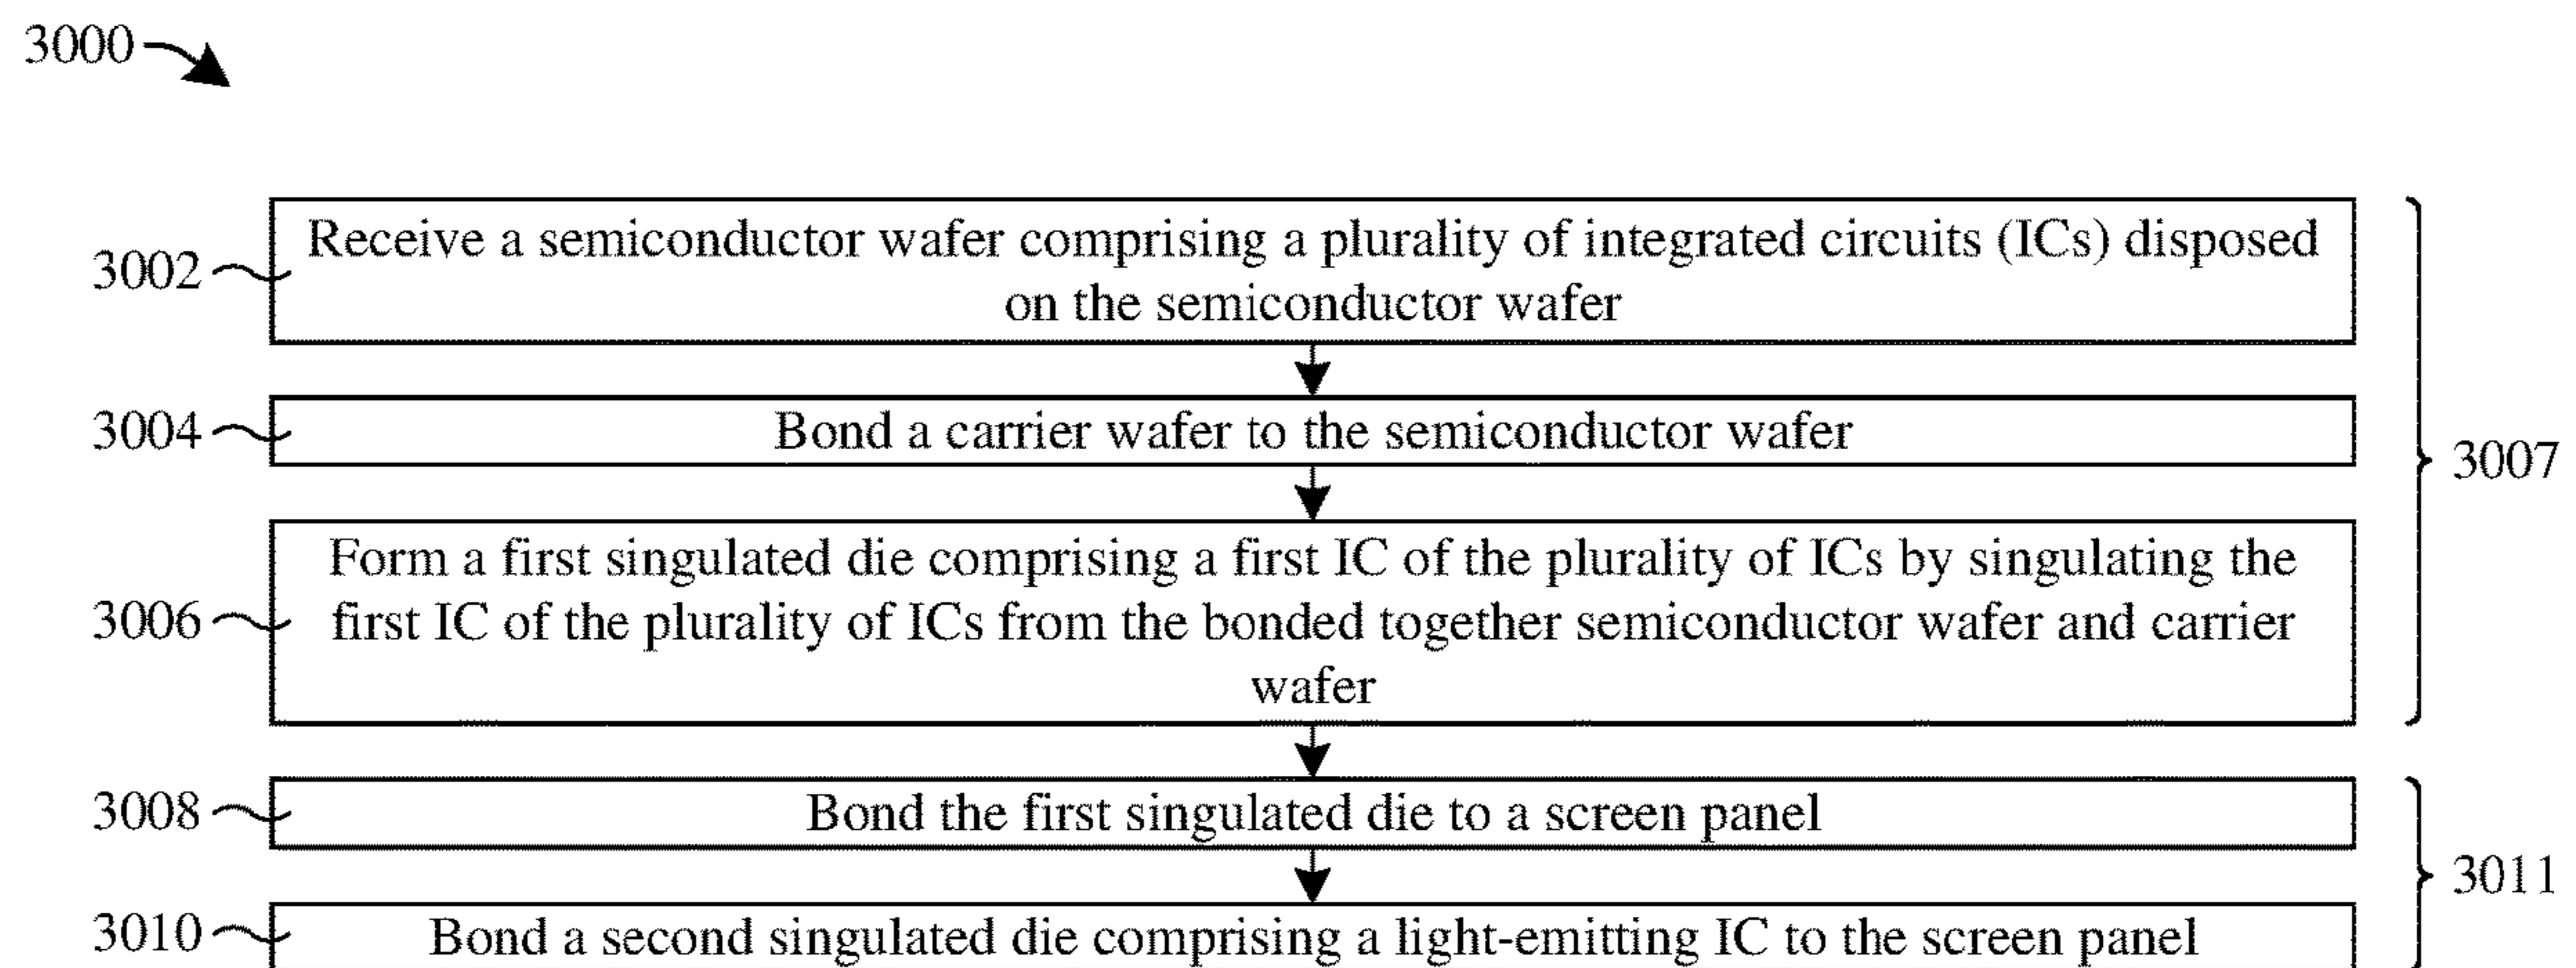 3000
3002
Receive a semiconductor wafer comprising a plurality of integrated circuits (ICs) disposed
on the semiconductor wafer
3004
Bond a carrier wafer to the semiconductor wafer
3007
3006
Form a first singulated die comprising a first IC of the plurality of ICs by singulating the
first IC of the plurality of ICs from the bonded together semiconductor wafer and carrier
wafer
3008
Bond the first singulated die to a screen panel
3011
3010
Bond a second singulated die comprising a light-emitting IC to the screen panel